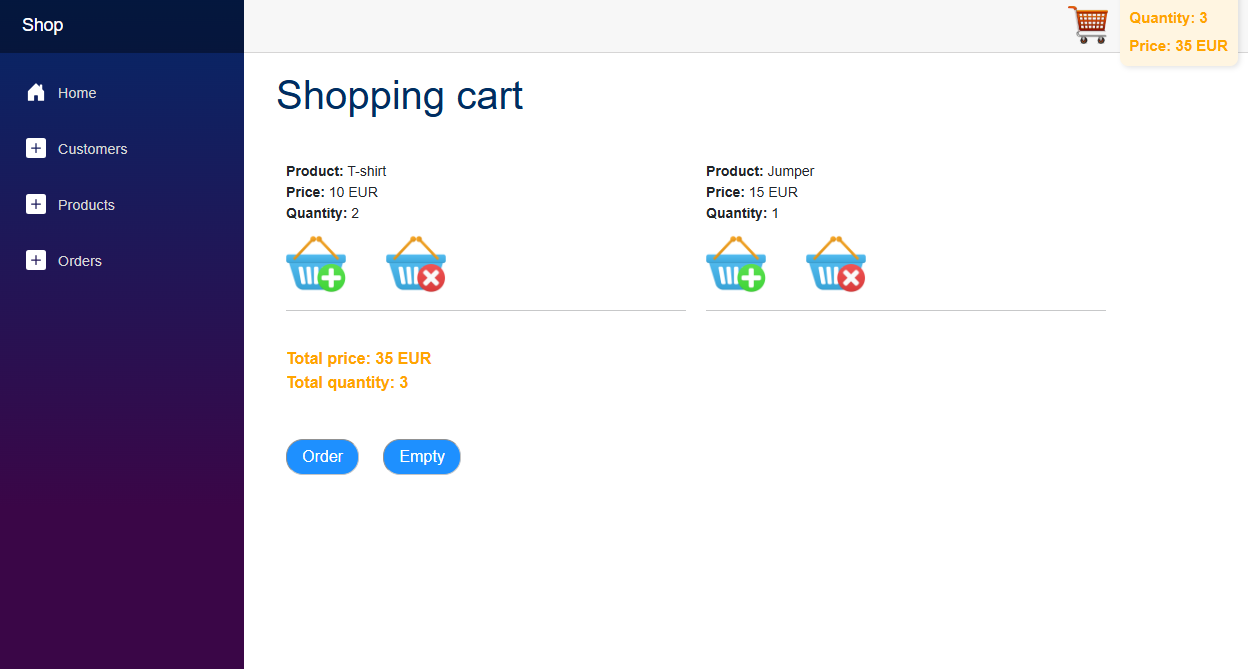 Shop
Quantity: 3
Price: 35 EUR
Home
Customers
Products
Orders
Shopping cart
Product: T-shirt
Price: 10 EUR
Quantity: 2
Product: Jumper
Price: 15 EUR
Quantity: 1
Total price: 35 EUR
Total quantity: 3
Order
Empty